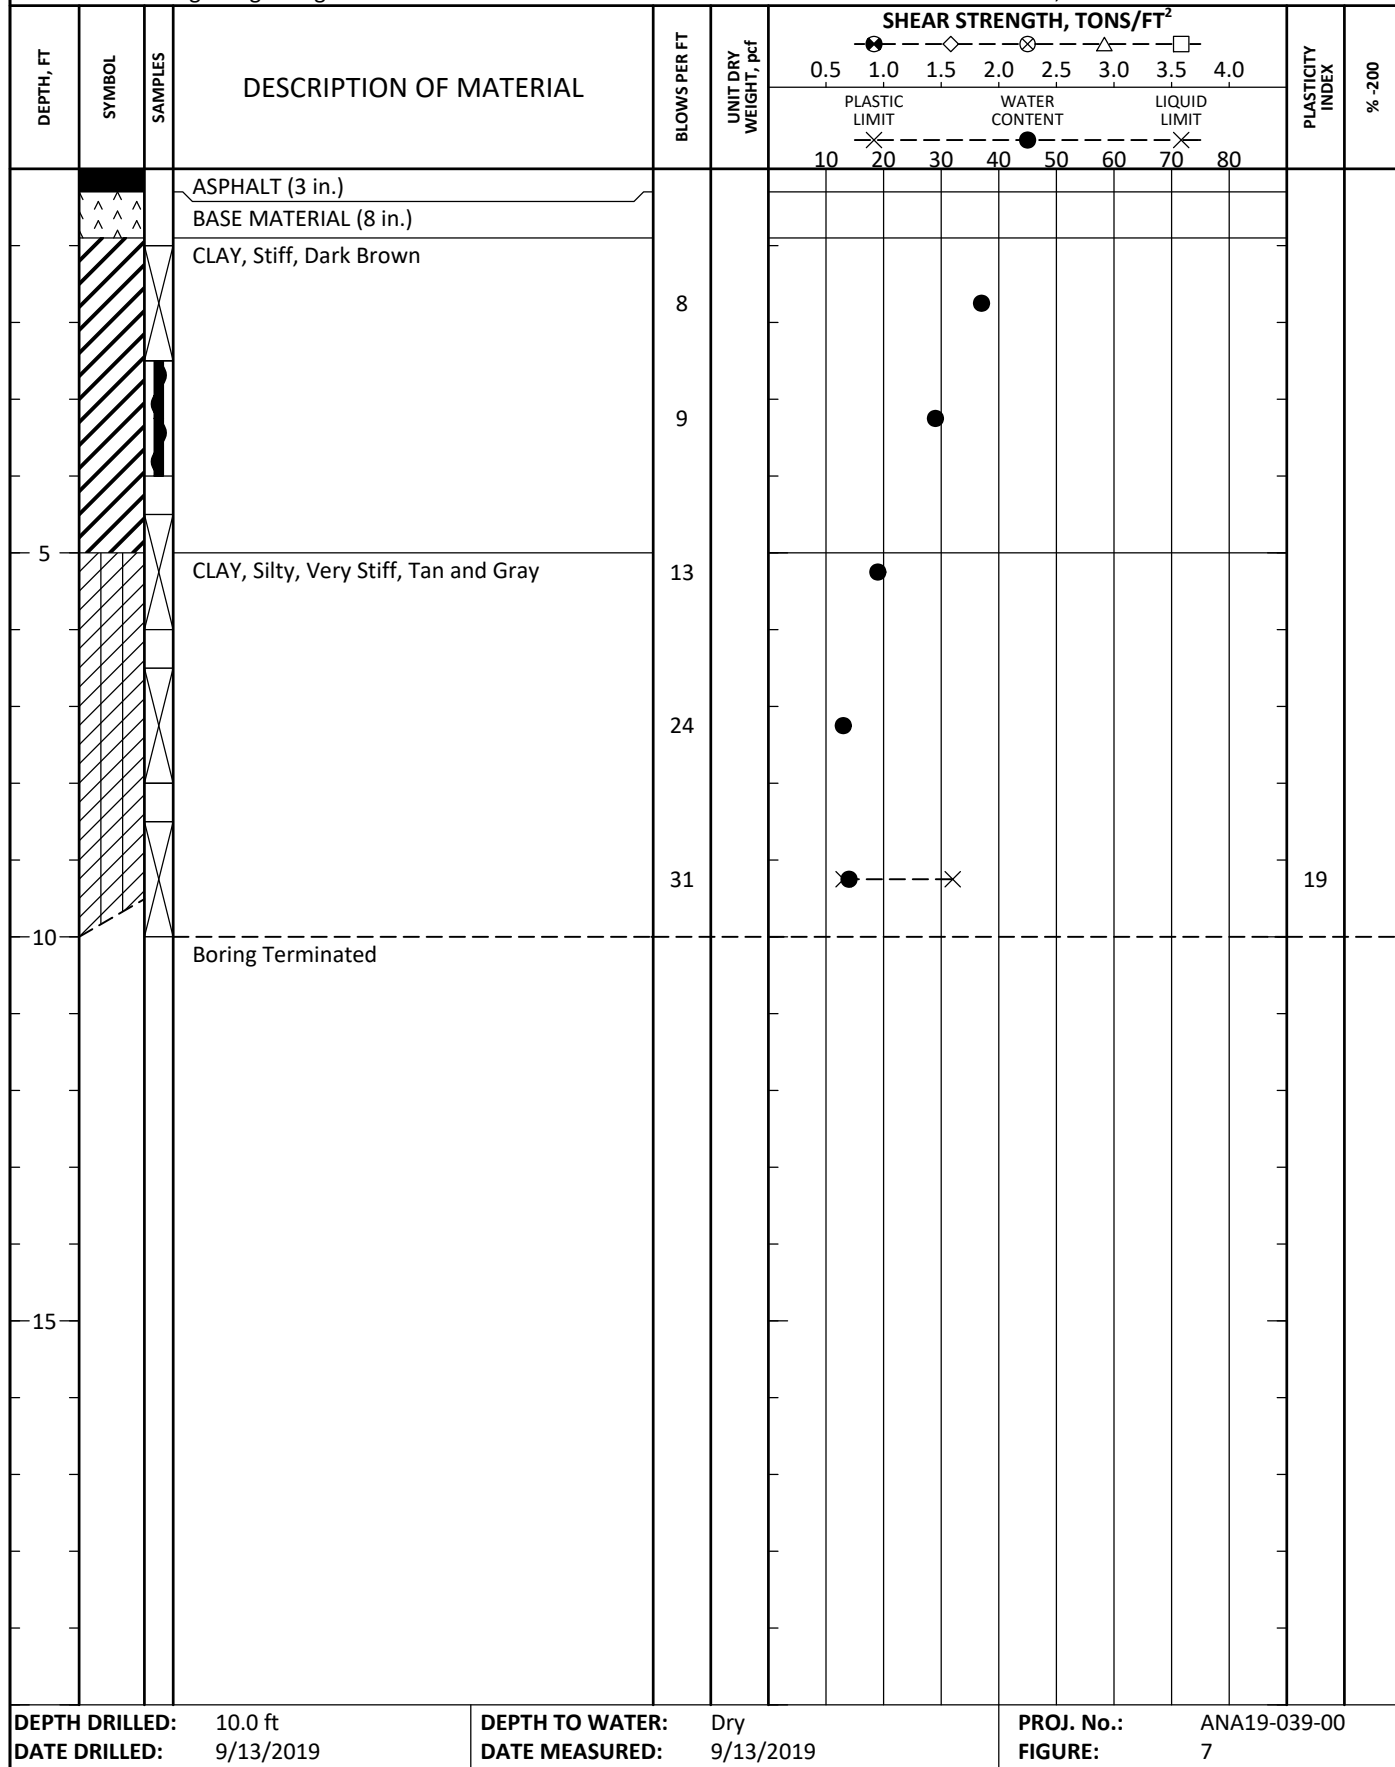 SHEAR STRENGTH, TONS/FT²
DEPTH, FT
SYMBOL
SAMPLES
DESCRIPTION OF MATERIAL
BLOWS PER FT
UNIT DRY
WEIGHT, pcf
0.5 1.0 1.5 2.0 2.5 3.0 3.5 4.0
PLASTIC LIMIT
WATER CONTENT
LIQUID LIMIT
10 20 30 40 50 60 70 80
PLASTICITY
INDEX
% -200
ASPHALT (3 in.)
BASE MATERIAL (8 in.)
CLAY, Stiff, Dark Brown
8
9
5
CLAY, Silty, Very Stiff, Tan and Gray
13
24
31
19
10
Boring Terminated
15
DEPTH DRILLED: 10.0 ft
DATE DRILLED: 9/13/2019
DEPTH TO WATER: Dry
DATE MEASURED: 9/13/2019
PROJ. No.: ANA19-039-00
FIGURE: 7